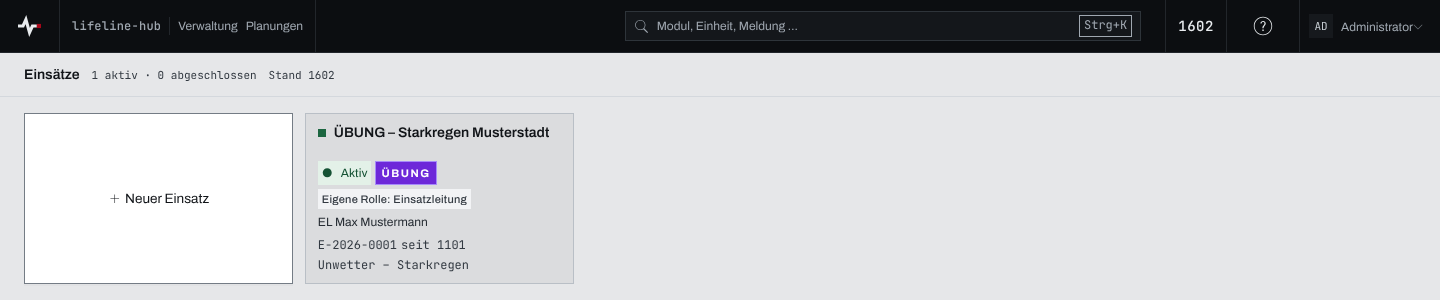 lifeline-hub Verwaltung Planungen Modul, Einheit, Meldung ... Strg+K 1602 ? AD Administrator
Einsätze 1 aktiv · 0 abgeschlossen Stand 1602
+ Neuer Einsatz
ÜBUNG – Starkregen Musterstadt
Aktiv ÜBUNG
Eigene Rolle: Einsatzleitung
EL Max Mustermann
E-2026-0001 seit 1101
Unwetter – Starkregen